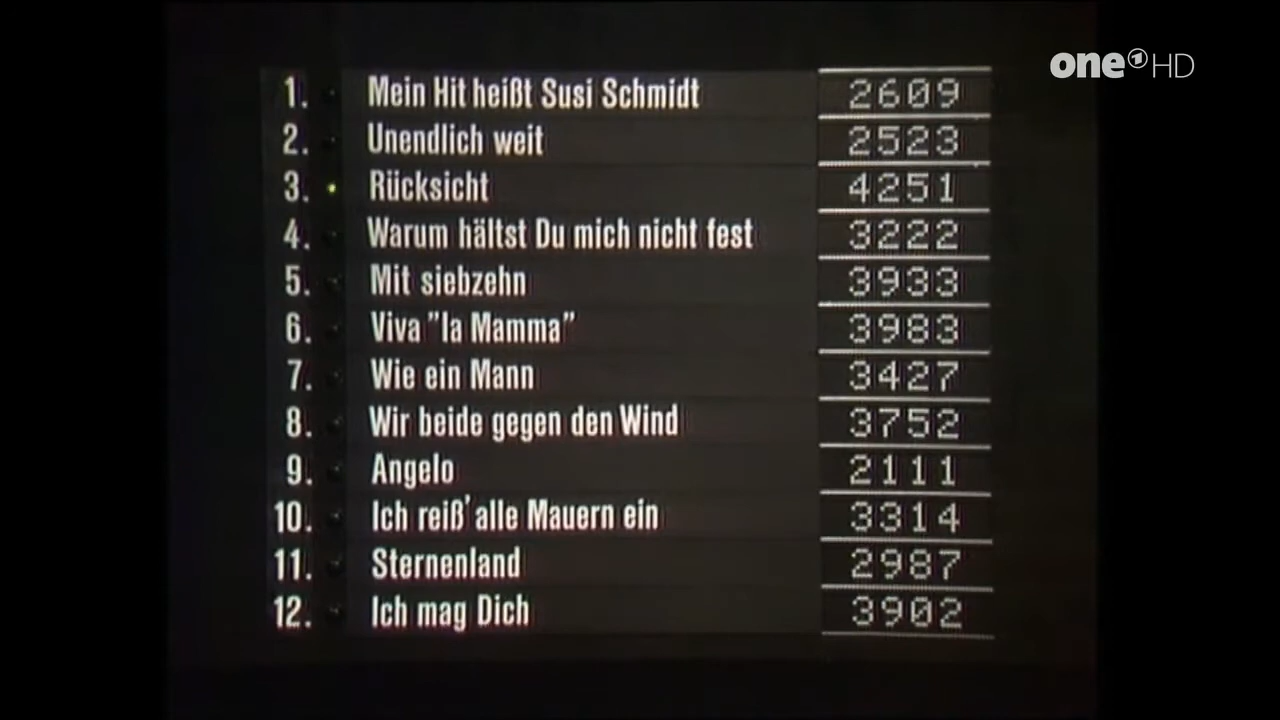 one HD
1. Mein Hit heißt Susi Schmidt 2609
2. Unendlich weit 2523
3. Rücksicht 4251
4. Warum hältst Du mich nicht fest 3222
5. Mit siebzehn 3933
6. Viva "la Mamma" 3983
7. Wie ein Mann 3427
8. Wir beide gegen den Wind 3752
9. Angelo 2111
10. Ich reiß' alle Mauern ein 3314
11. Sternenland 2987
12. Ich mag Dich 3902